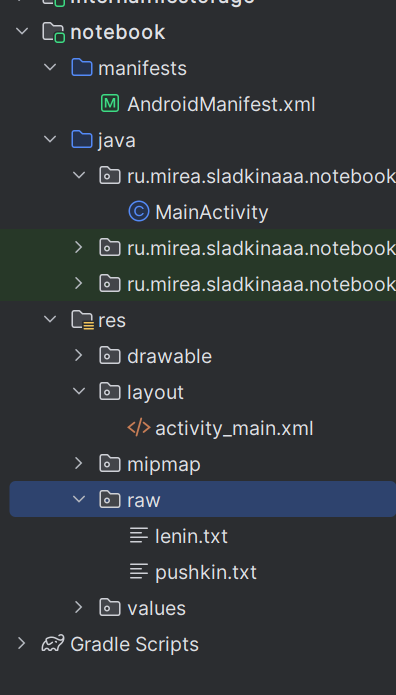 internalfilestorage
notebook
manifests
M AndroidManifest.xml
java
ru.mirea.sladkinaaa.notebook
C MainActivity
ru.mirea.sladkinaaa.notebook
ru.mirea.sladkinaaa.notebook
res
drawable
layout
</> activity_main.xml
mipmap
raw
lenin.txt
pushkin.txt
values
Gradle Scripts